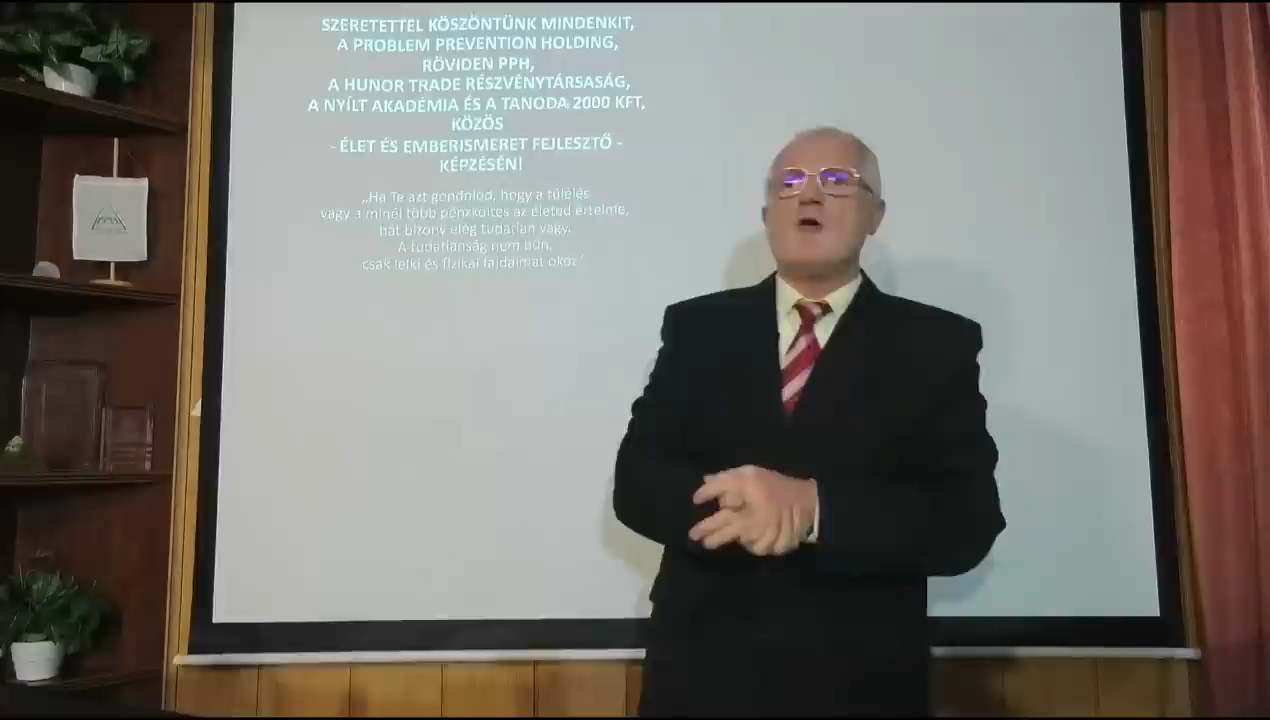 SZERETETTEL KÖSZÖNTÜNK MINDENKIT,
A PROBLEM PREVENTION HOLDING,
RÖVIDEN PPH,
A HUNOR TRADE RÉSZVÉNYTÁRSASÁG,
A NYÍLT AKADÉMIA ÉS A TANODA 2000 KFT,
KÖZÖS
- ÉLET ÉS EMBERISMERET FEJLESZTŐ -
KÉPZÉSÉN!
„Ha Te azt gondolod, hogy a túlélés
vagy a minél több pénzköltés az életed értelme,
hát bizony elég tudatlan vagy.
A tudatlanság nem bűn,
csak lelki és fizikai fájdalmat okoz”